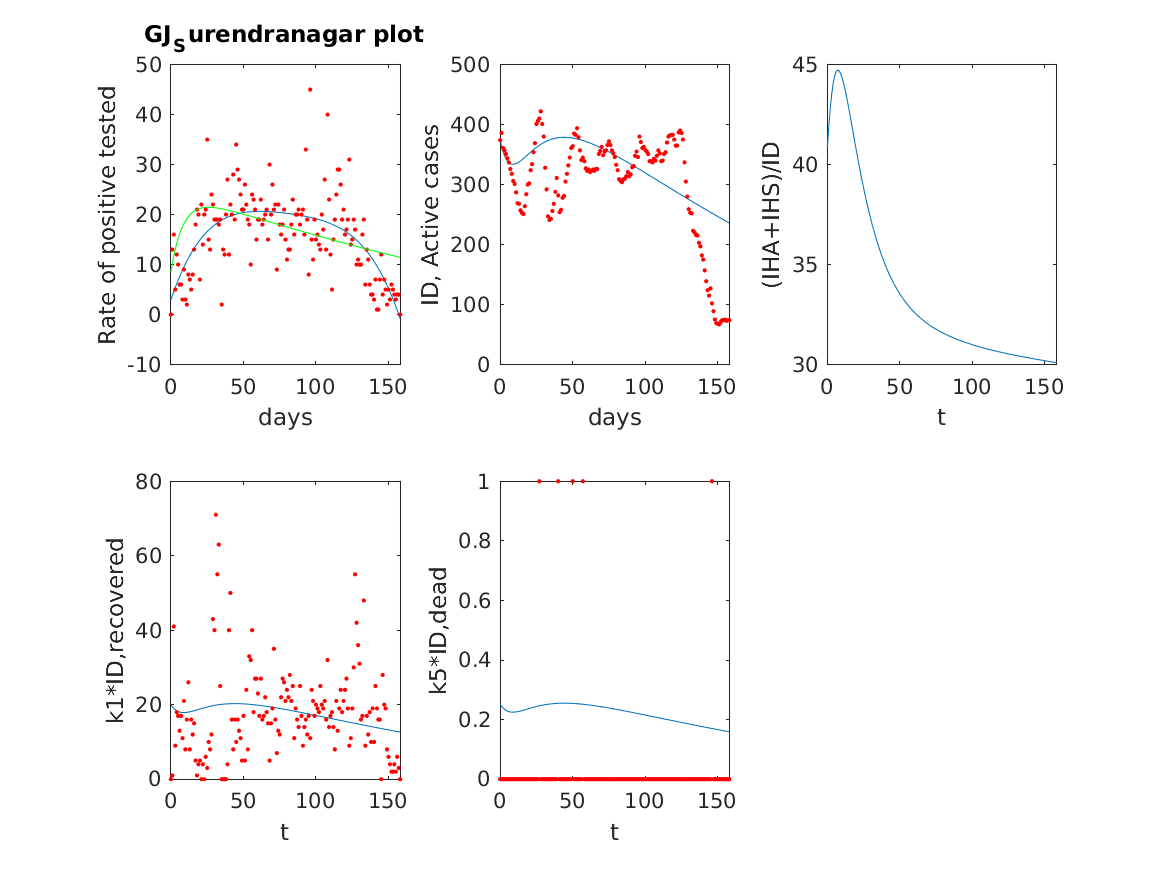 GJSurendranagar plot
50
40
30
20
10
0
-10
Rate of positive tested
0 50 100 150
days
500
400
300
200
100
0
ID, Active cases
0 50 100 150
days
45
40
35
30
(IHA+IHS)/ID
0 50 100 150
t
80
60
40
20
0
k1*ID,recovered
0 50 100 150
t
1
0.8
0.6
0.4
0.2
0
k5*ID,dead
0 50 100 150
t